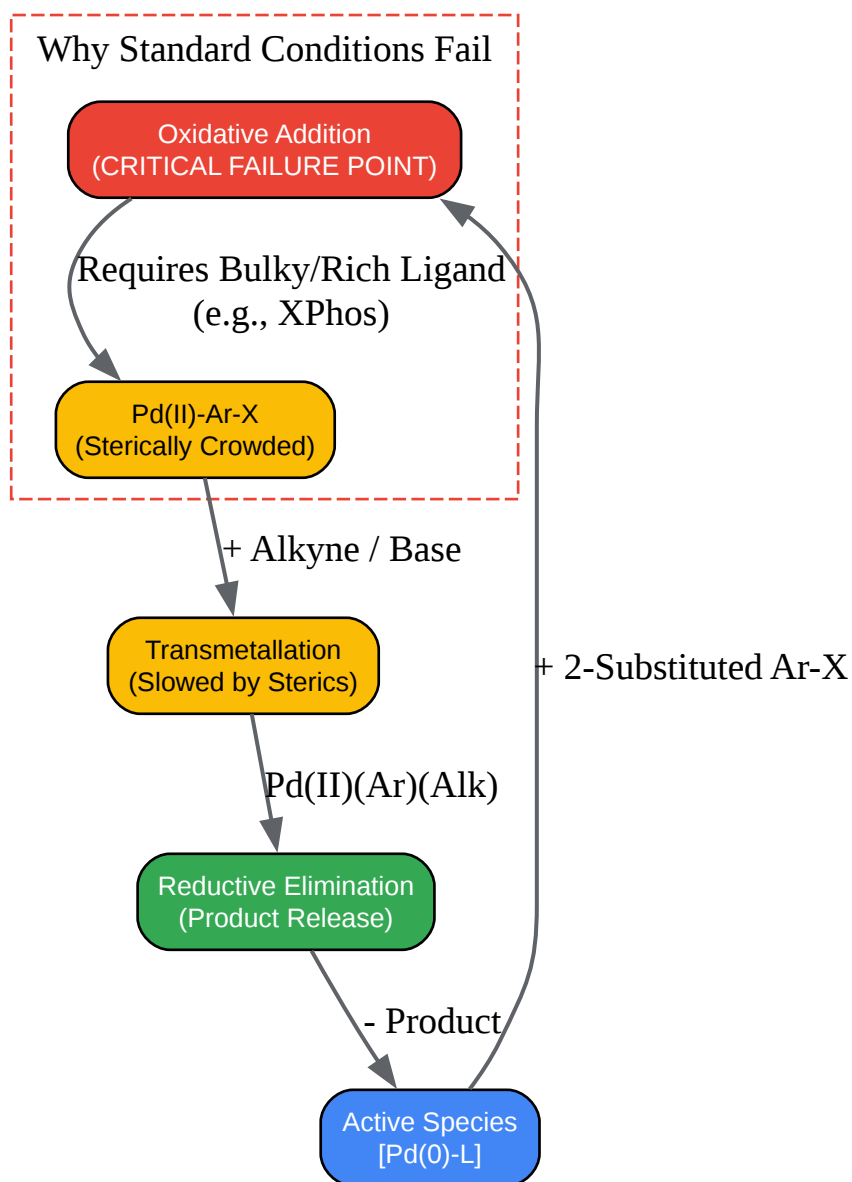 Why Standard Conditions Fail
Oxidative Addition
(CRITICAL FAILURE POINT)
Requires Bulky/Rich Ligand
(e.g., XPhos)
Pd(II)-Ar-X
(Sterically Crowded)
+ Alkyne / Base
Transmetallation
(Slowed by Sterics)
+ 2-Substituted Ar-X
Pd(II)(Ar)(Alk)
Reductive Elimination
(Product Release)
- Product
Active Species
[Pd(0)-L]